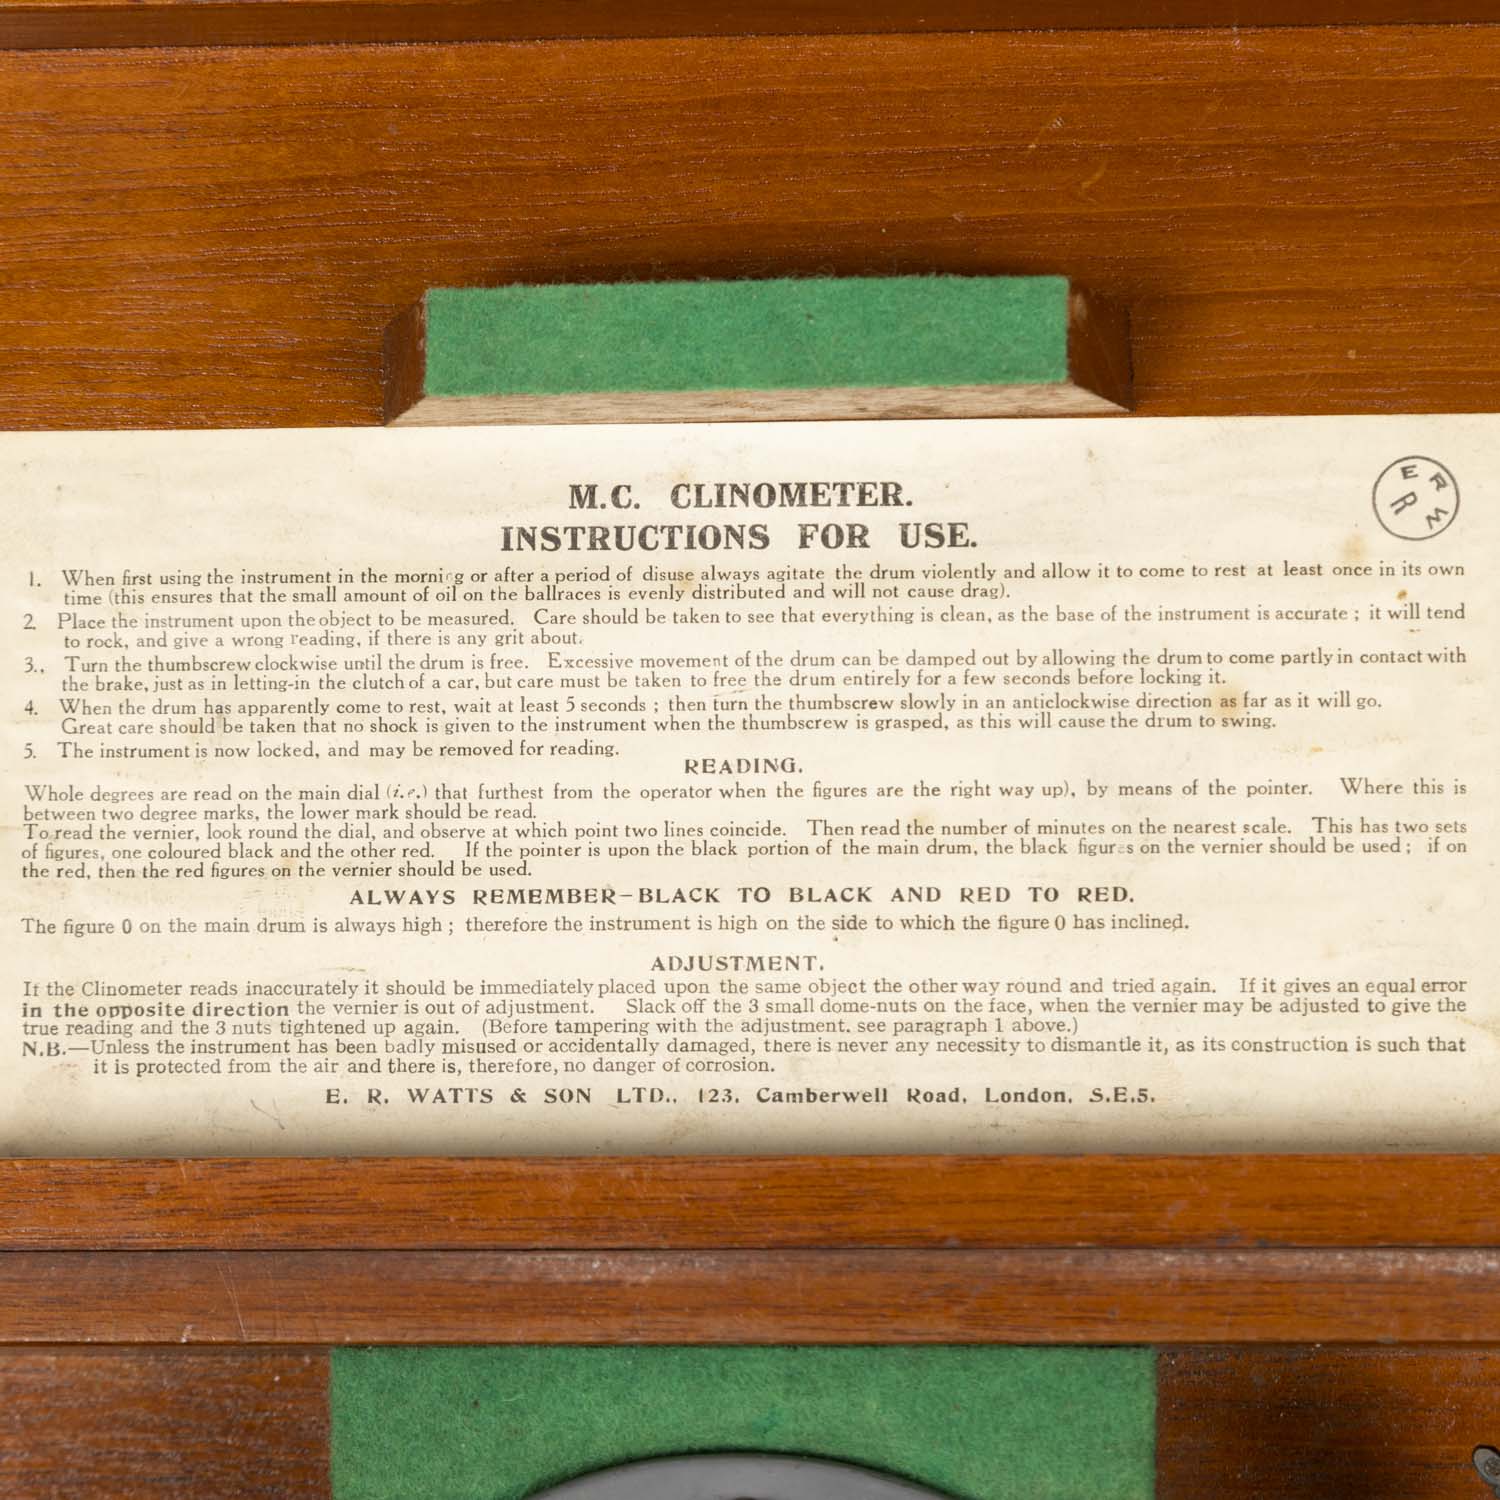 M.C. CLINOMETER.
E R W R
INSTRUCTIONS FOR USE.
1. When first using the instrument in the morning or after a period of disuse always agitate the drum violently and allow it to come to rest at least once in its own
time (this ensures that the small amount of oil on the ballraces is evenly distributed and will not cause drag).
2. Place the instrument upon the object to be measured. Care should be taken to see that everything is clean, as the base of the instrument is accurate ; it will tend
to rock, and give a wrong reading, if there is any grit about.
3., Turn the thumbscrew clockwise until the drum is free. Excessive movement of the drum can be damped out by allowing the drum to come partly in contact with
the brake, just as in letting-in the clutch of a car, but care must be taken to free the drum entirely for a few seconds before locking it.
4. When the drum has apparently come to rest, wait at least 5 seconds ; then turn the thumbscrew slowly in an anticlockwise direction as far as it will go.
Great care should be taken that no shock is given to the instrument when the thumbscrew is grasped, as this will cause the drum to swing.
5. The instrument is now locked, and may be removed for reading.
READING.
Whole degrees are read on the main dial (i.e.) that furthest from the operator when the figures are the right way up), by means of the pointer. Where this is
between two degree marks, the lower mark should be read.
To read the vernier, look round the dial, and observe at which point two lines coincide. Then read the number of minutes on the nearest scale. This has two sets
of figures, one coloured black and the other red. If the pointer is upon the black portion of the main drum, the black figures on the vernier should be used ; if on
the red, then the red figures on the vernier should be used.
ALWAYS REMEMBER—BLACK TO BLACK AND RED TO RED.
The figure 0 on the main drum is always high ; therefore the instrument is high on the side to which the figure 0 has inclined.
ADJUSTMENT.
If the Clinometer reads inaccurately it should be immediately placed upon the same object the other way round and tried again. If it gives an equal error
in the opposite direction the vernier is out of adjustment. Slack off the 3 small dome-nuts on the face, when the vernier may be adjusted to give the
true reading and the 3 nuts tightened up again. (Before tampering with the adjustment. see paragraph 1 above.)
N.B.—Unless the instrument has been badly misused or accidentally damaged, there is never any necessity to dismantle it, as its construction is such that
it is protected from the air and there is, therefore, no danger of corrosion.
E. R. WATTS & SON LTD., 123, Camberwell Road, London, S.E.5.